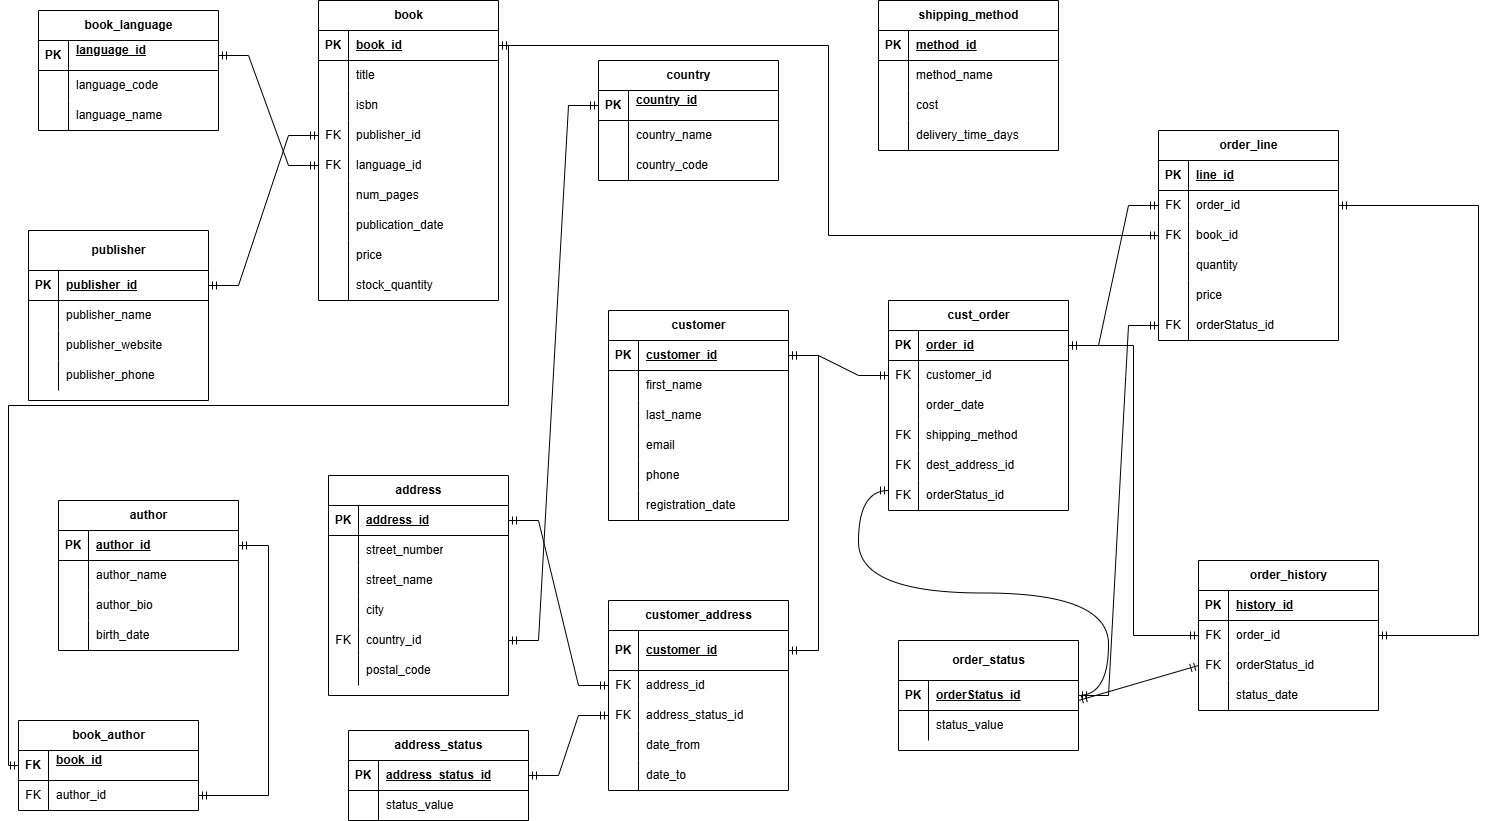 book_language
PK language_id
language_code
language_name
book
PK book_id
title
isbn
FK publisher_id
FK language_id
num_pages
publication_date
price
stock_quantity
shipping_method
PK method_id
method_name
cost
delivery_time_days
country
PK country_id
country_name
country_code
order_line
PK line_id
FK order_id
FK book_id
quantity
price
FK orderStatus_id
publisher
PK publisher_id
publisher_name
publisher_website
publisher_phone
customer
PK customer_id
first_name
last_name
email
phone
registration_date
cust_order
PK order_id
FK customer_id
order_date
FK shipping_method
FK dest_address_id
FK orderStatus_id
address
PK address_id
street_number
street_name
city
FK country_id
postal_code
author
PK author_id
author_name
author_bio
birth_date
customer_address
PK customer_id
FK address_id
FK address_status_id
date_from
date_to
order_history
PK history_id
FK order_id
FK orderStatus_id
status_date
order_status
PK orderStatus_id
status_value
book_author
FK book_id
FK author_id
address_status
PK address_status_id
status_value